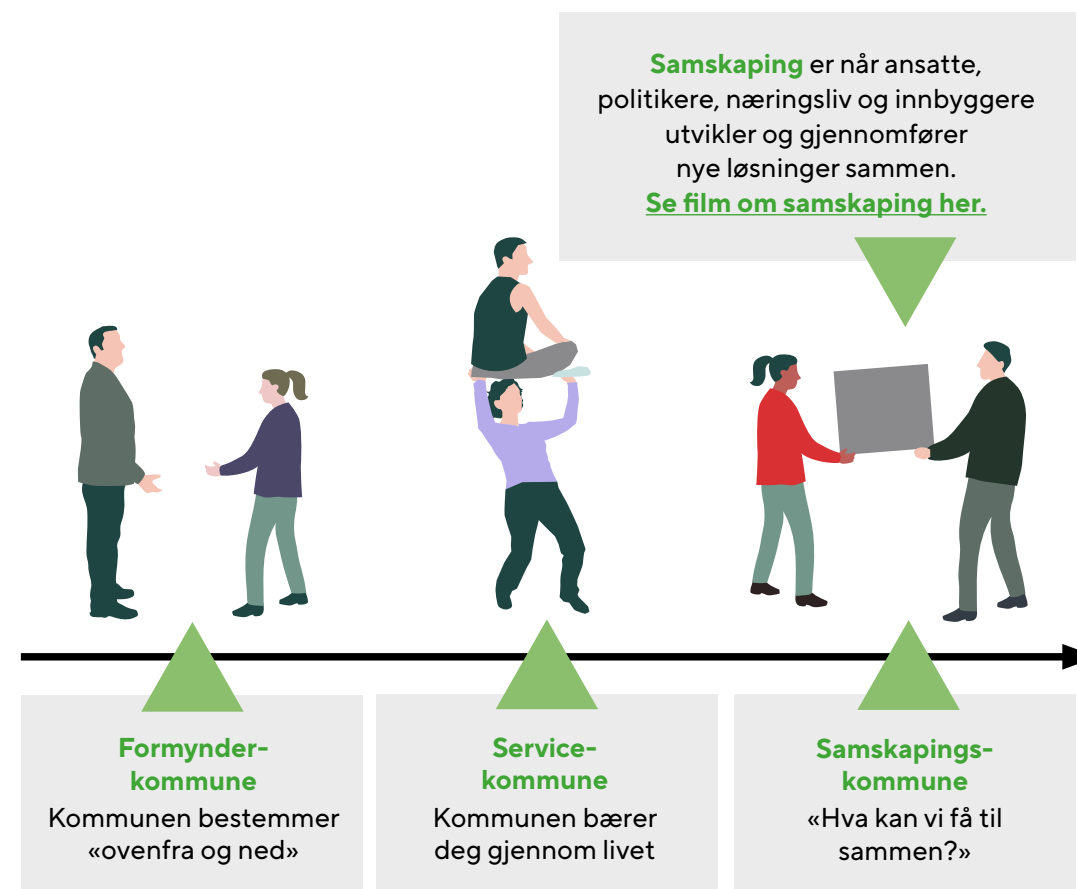 Samskaping er når ansatte,
politikere, næringsliv og innbyggere
utvikler og gjennomfører
nye løsninger sammen.
Se film om samskaping her.
Formynder-
kommune
Kommunen bestemmer
«ovenfra og ned»
Service-
kommune
Kommunen bærer
deg gjennom livet
Samskapings-
kommune
«Hva kan vi få til
sammen?»